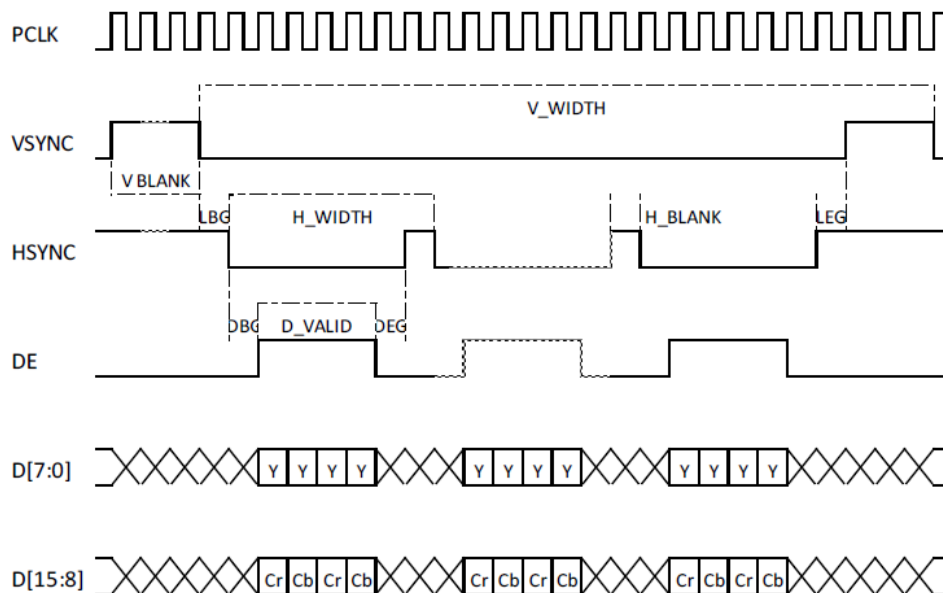 PCLK
V_WIDTH
VSYNC
V BLANK
LBG H_WIDTH H_BLANK LEG
HSYNC
DBG D_VALID DEG
DE
D[7:0] Y Y Y Y Y Y Y Y Y Y Y Y
D[15:8] Cr Cb Cr Cb Cr Cb Cr Cb Cr Cb Cr Cb